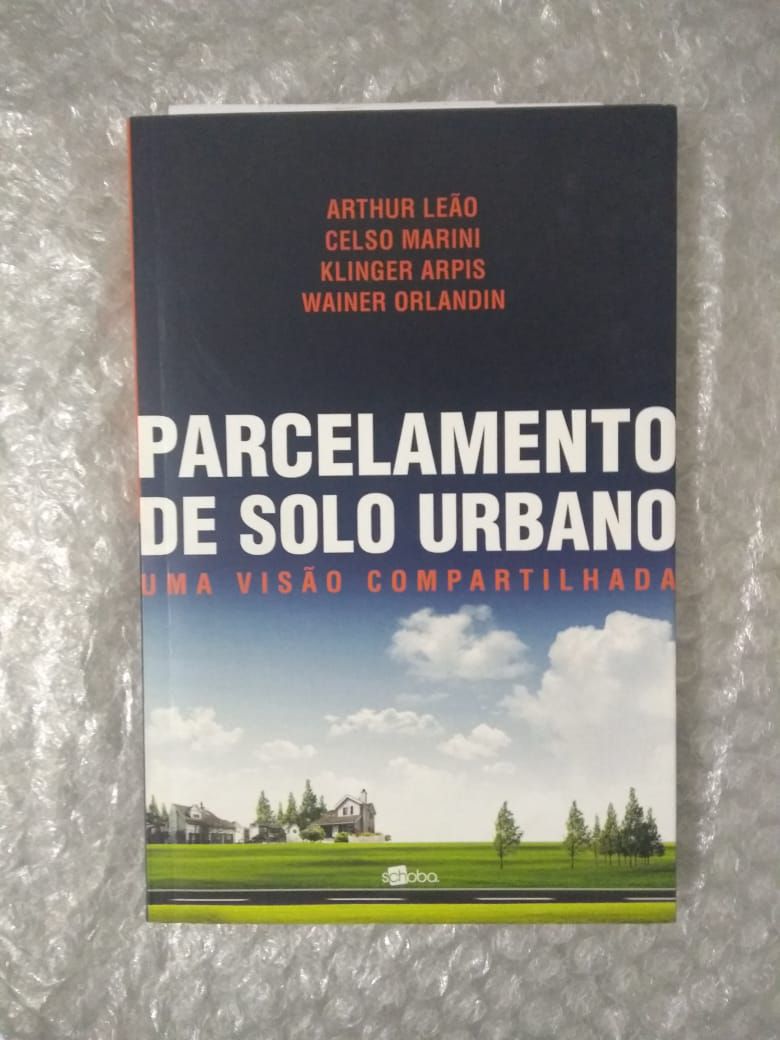 ARTHUR LEÃO
CELSO MARINI
KLINGER ARPIS
WAINER ORLANDIN
PARCELAMENTO
DE SOLO URBANO
UMA VISÃO COMPARTILHADA
schoba.